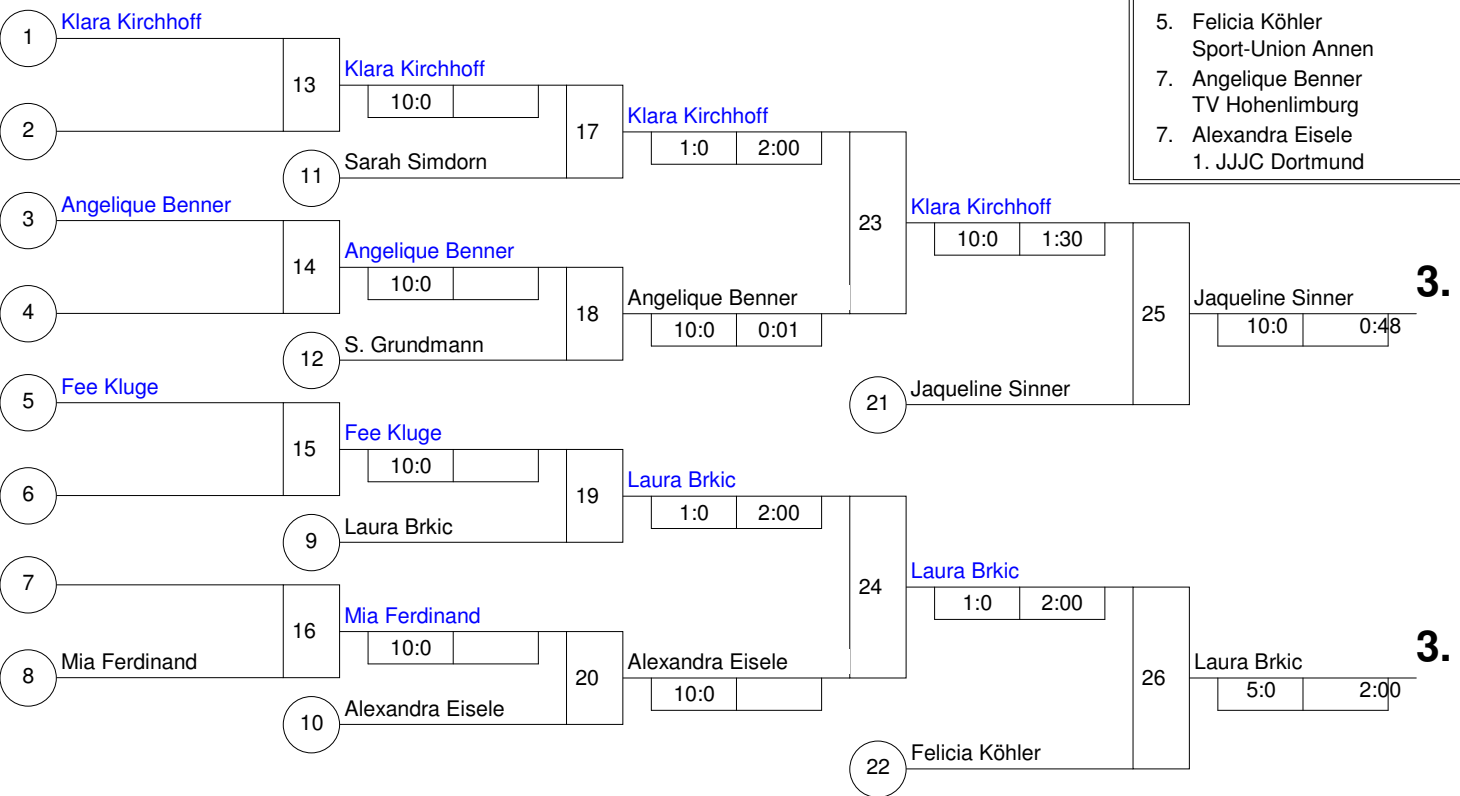 5. Felicia Köhler
Sport-Union Annen
7. Angelique Benner
TV Hohenlimburg
7. Alexandra Eisele
1. JJJC Dortmund
1 Klara Kirchhoff
13 Klara Kirchhoff
10:0
2
17 Klara Kirchhoff
1:0 2:00
11 Sarah Simdorn
3 Angelique Benner
23 Klara Kirchhoff
10:0 1:30
14 Angelique Benner
10:0
4
18 Angelique Benner
10:0 0:01
12 S. Grundmann
25 Jaqueline Sinner 3.
10:0 0:48
5 Fee Kluge
21 Jaqueline Sinner
15 Fee Kluge
10:0
6
19 Laura Brkic
1:0 2:00
9 Laura Brkic
7
24 Laura Brkic
1:0 2:00
16 Mia Ferdinand
10:0
8 Mia Ferdinand
20 Alexandra Eisele
10:0
10 Alexandra Eisele
26 Laura Brkic 3.
5:0 2:00
22 Felicia Köhler